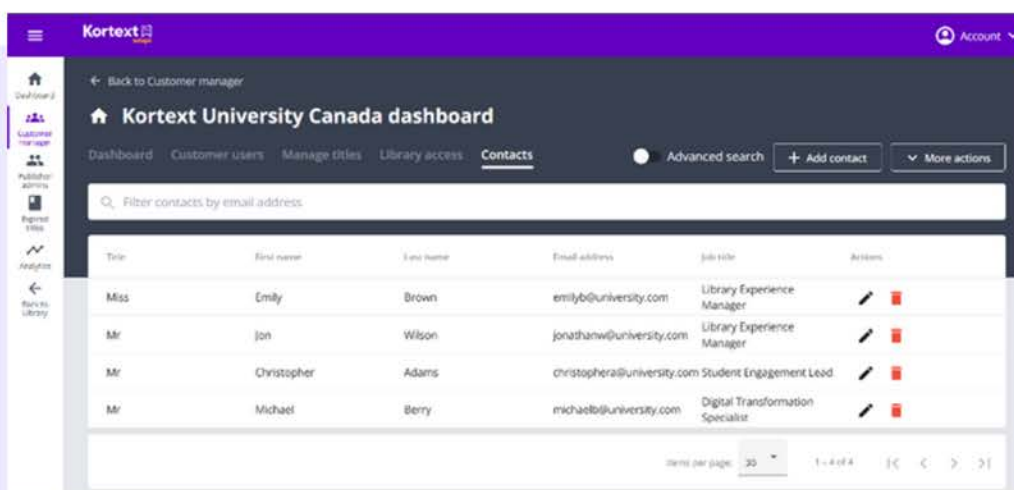 Kortext
Account
Dashboard
Customer manager
Publisher admins
Expired titles
Analytics
Back to Library
Back to Customer manager
Kortext University Canada dashboard
Dashboard Customer users Manage titles Library access Contacts
Advanced search + Add contact More actions
Filter contacts by email address
Title First name Last name Email address Job title Actions
Miss Emily Brown emilyb@university.com Library Experience Manager
Mr Jon Wilson jonathanw@university.com Library Experience Manager
Mr Christopher Adams christophera@university.com Student Engagement Lead
Mr Michael Berry michaelb@university.com Digital Transformation Specialist
Items per page: 1 – 4 of 4